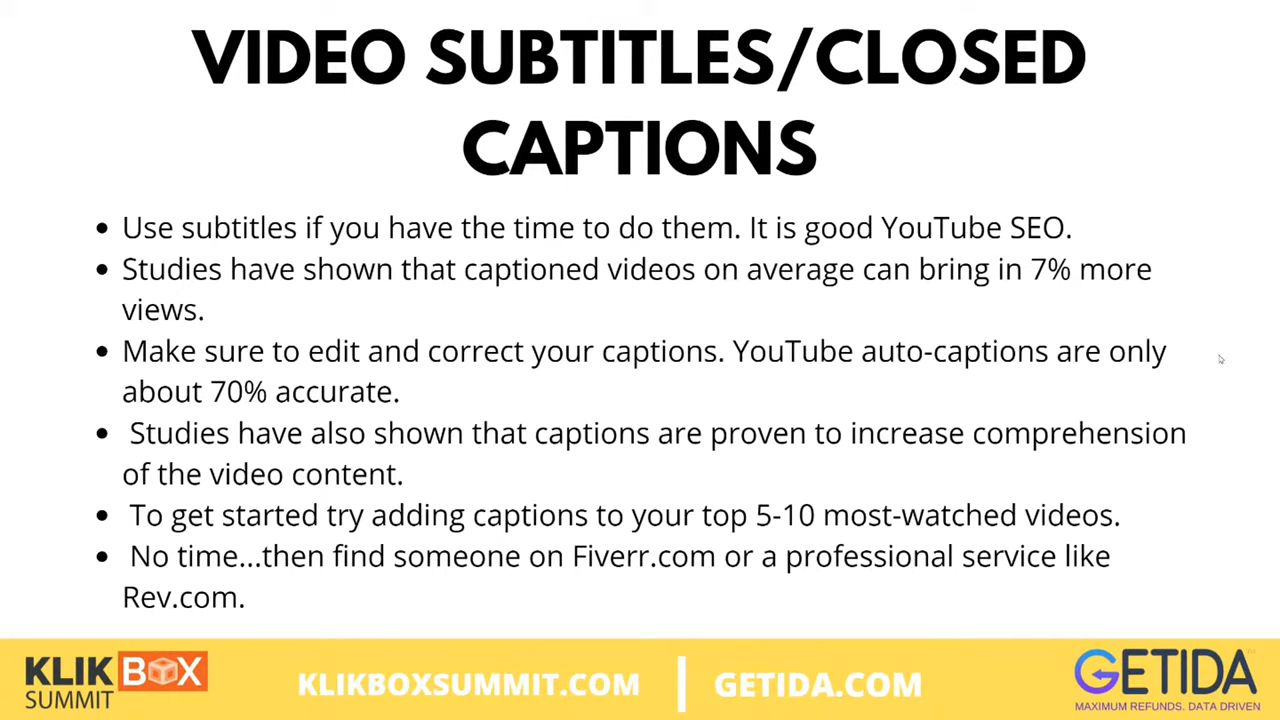 VIDEO SUBTITLES/CLOSED
CAPTIONS
• Use subtitles if you have the time to do them. It is good YouTube SEO.
• Studies have shown that captioned videos on average can bring in 7% more
views.
• Make sure to edit and correct your captions. YouTube auto-captions are only
about 70% accurate.
• Studies have also shown that captions are proven to increase comprehension
of the video content.
• To get started try adding captions to your top 5-10 most-watched videos.
• No time...then find someone on Fiverr.com or a professional service like
Rev.com.
KLIK BOX
SUMMIT
KLIKBOXSUMMIT.COM | GETIDA.COM
GETIDA™
MAXIMUM REFUNDS. DATA DRIVEN